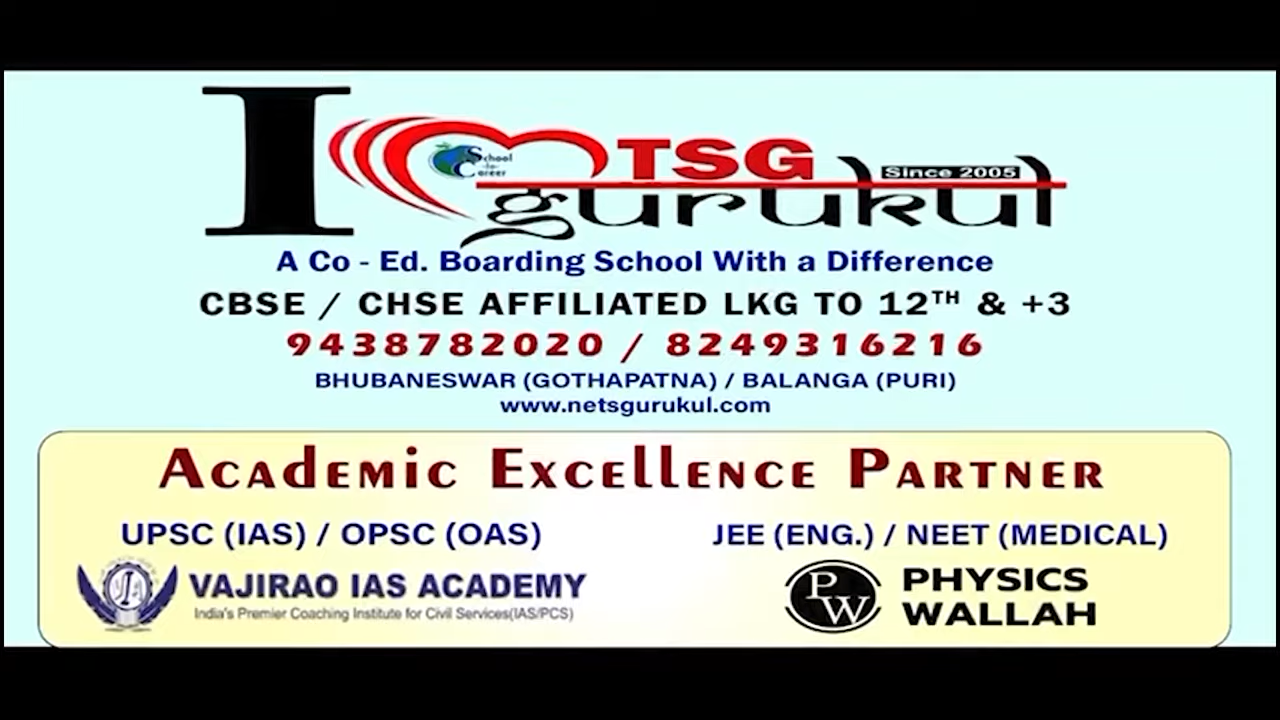 I TSG
School
-to-
Career
Since 2005
gurukul
A Co - Ed. Boarding School With a Difference
CBSE / CHSE AFFILIATED LKG TO 12TH & +3
9438782020 / 8249316216
BHUBANESWAR (GOTHAPATNA) / BALANGA (PURI)
www.netsgurukul.com
ACADEMIC EXCELLENCE PARTNER
UPSC (IAS) / OPSC (OAS)
VAJIRAO IAS ACADEMY
India's Premier Coaching Institute for Civil Services(IAS/PCS)
JEE (ENG.) / NEET (MEDICAL)
PW
PHYSICS
WALLAH